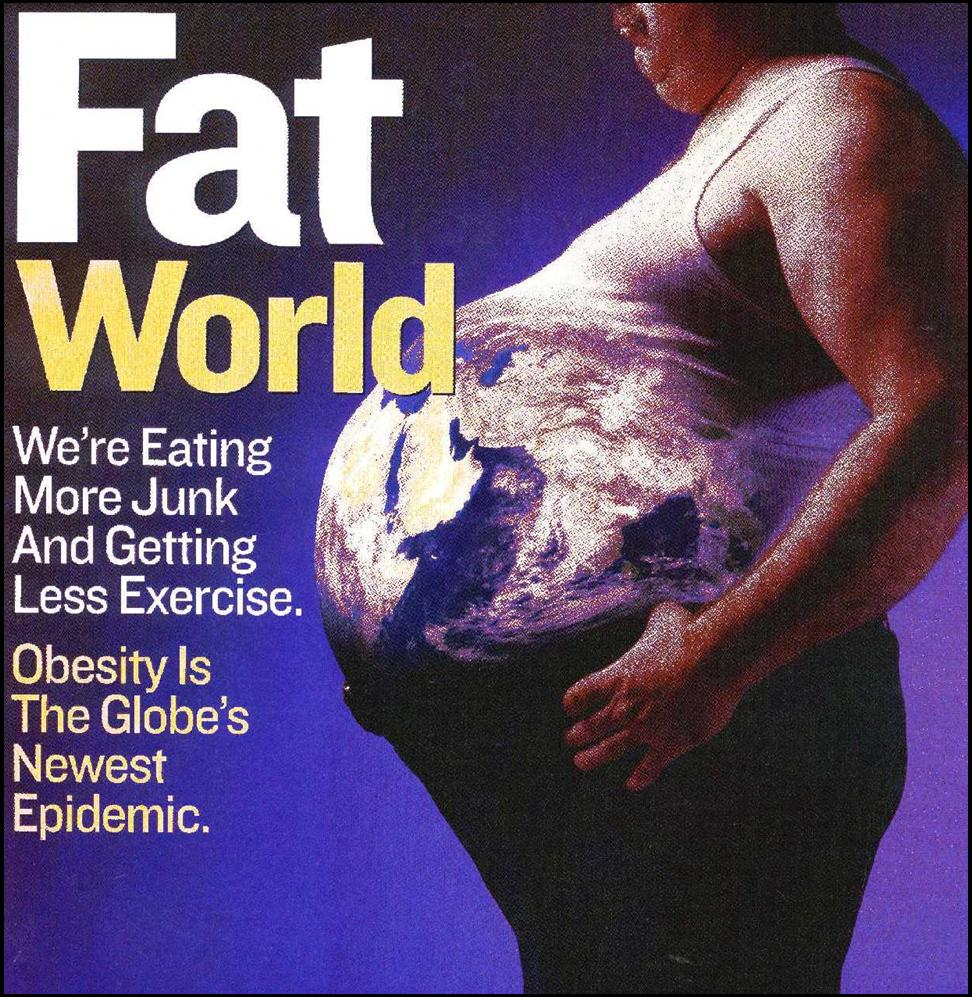 Fat
World
We're Eating
More Junk
And Getting
Less Exercise.
Obesity Is
The Globe's
Newest
Epidemic.